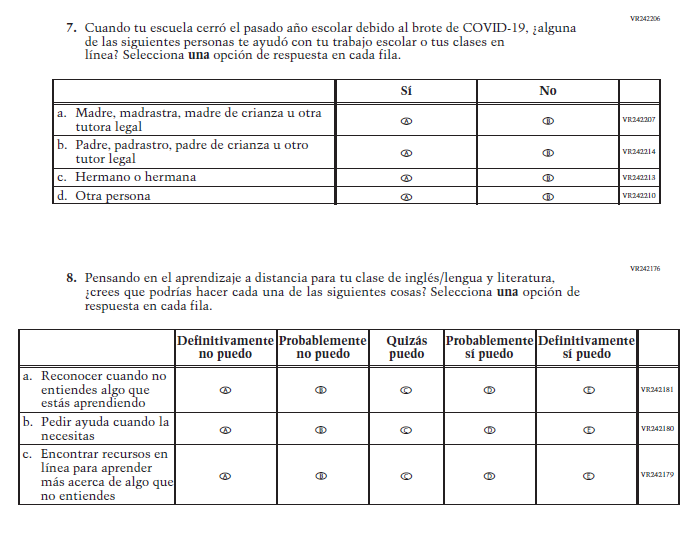 VR242206
7. Cuando tu escuela cerró el pasado año escolar debido al brote de COVID-19, ¿alguna
de las siguientes personas te ayudó con tu trabajo escolar o tus clases en
línea? Selecciona una opción de respuesta en cada fila.
Sí No
a. Madre, madrastra, madre de crianza u otra
tutora legal
A B VR242207
b. Padre, padrastro, padre de crianza u otro
tutor legal
A B VR242214
c. Hermano o hermana A B VR242213
d. Otra persona A B VR242210
VR242176
8. Pensando en el aprendizaje a distancia para tu clase de inglés/lengua y literatura,
¿crees que podrías hacer cada una de las siguientes cosas? Selecciona una opción de
respuesta en cada fila.
Definitivamente Probablemente Quizás Probablemente Definitivamente
no puedo no puedo puedo sí puedo sí puedo
a. Reconocer cuando no
entiendes algo que
estás aprendiendo
A B C D E VR242181
b. Pedir ayuda cuando la
necesitas
A B C D E VR242180
c. Encontrar recursos en
línea para aprender
más acerca de algo que
no entiendes
A B C D E VR242179